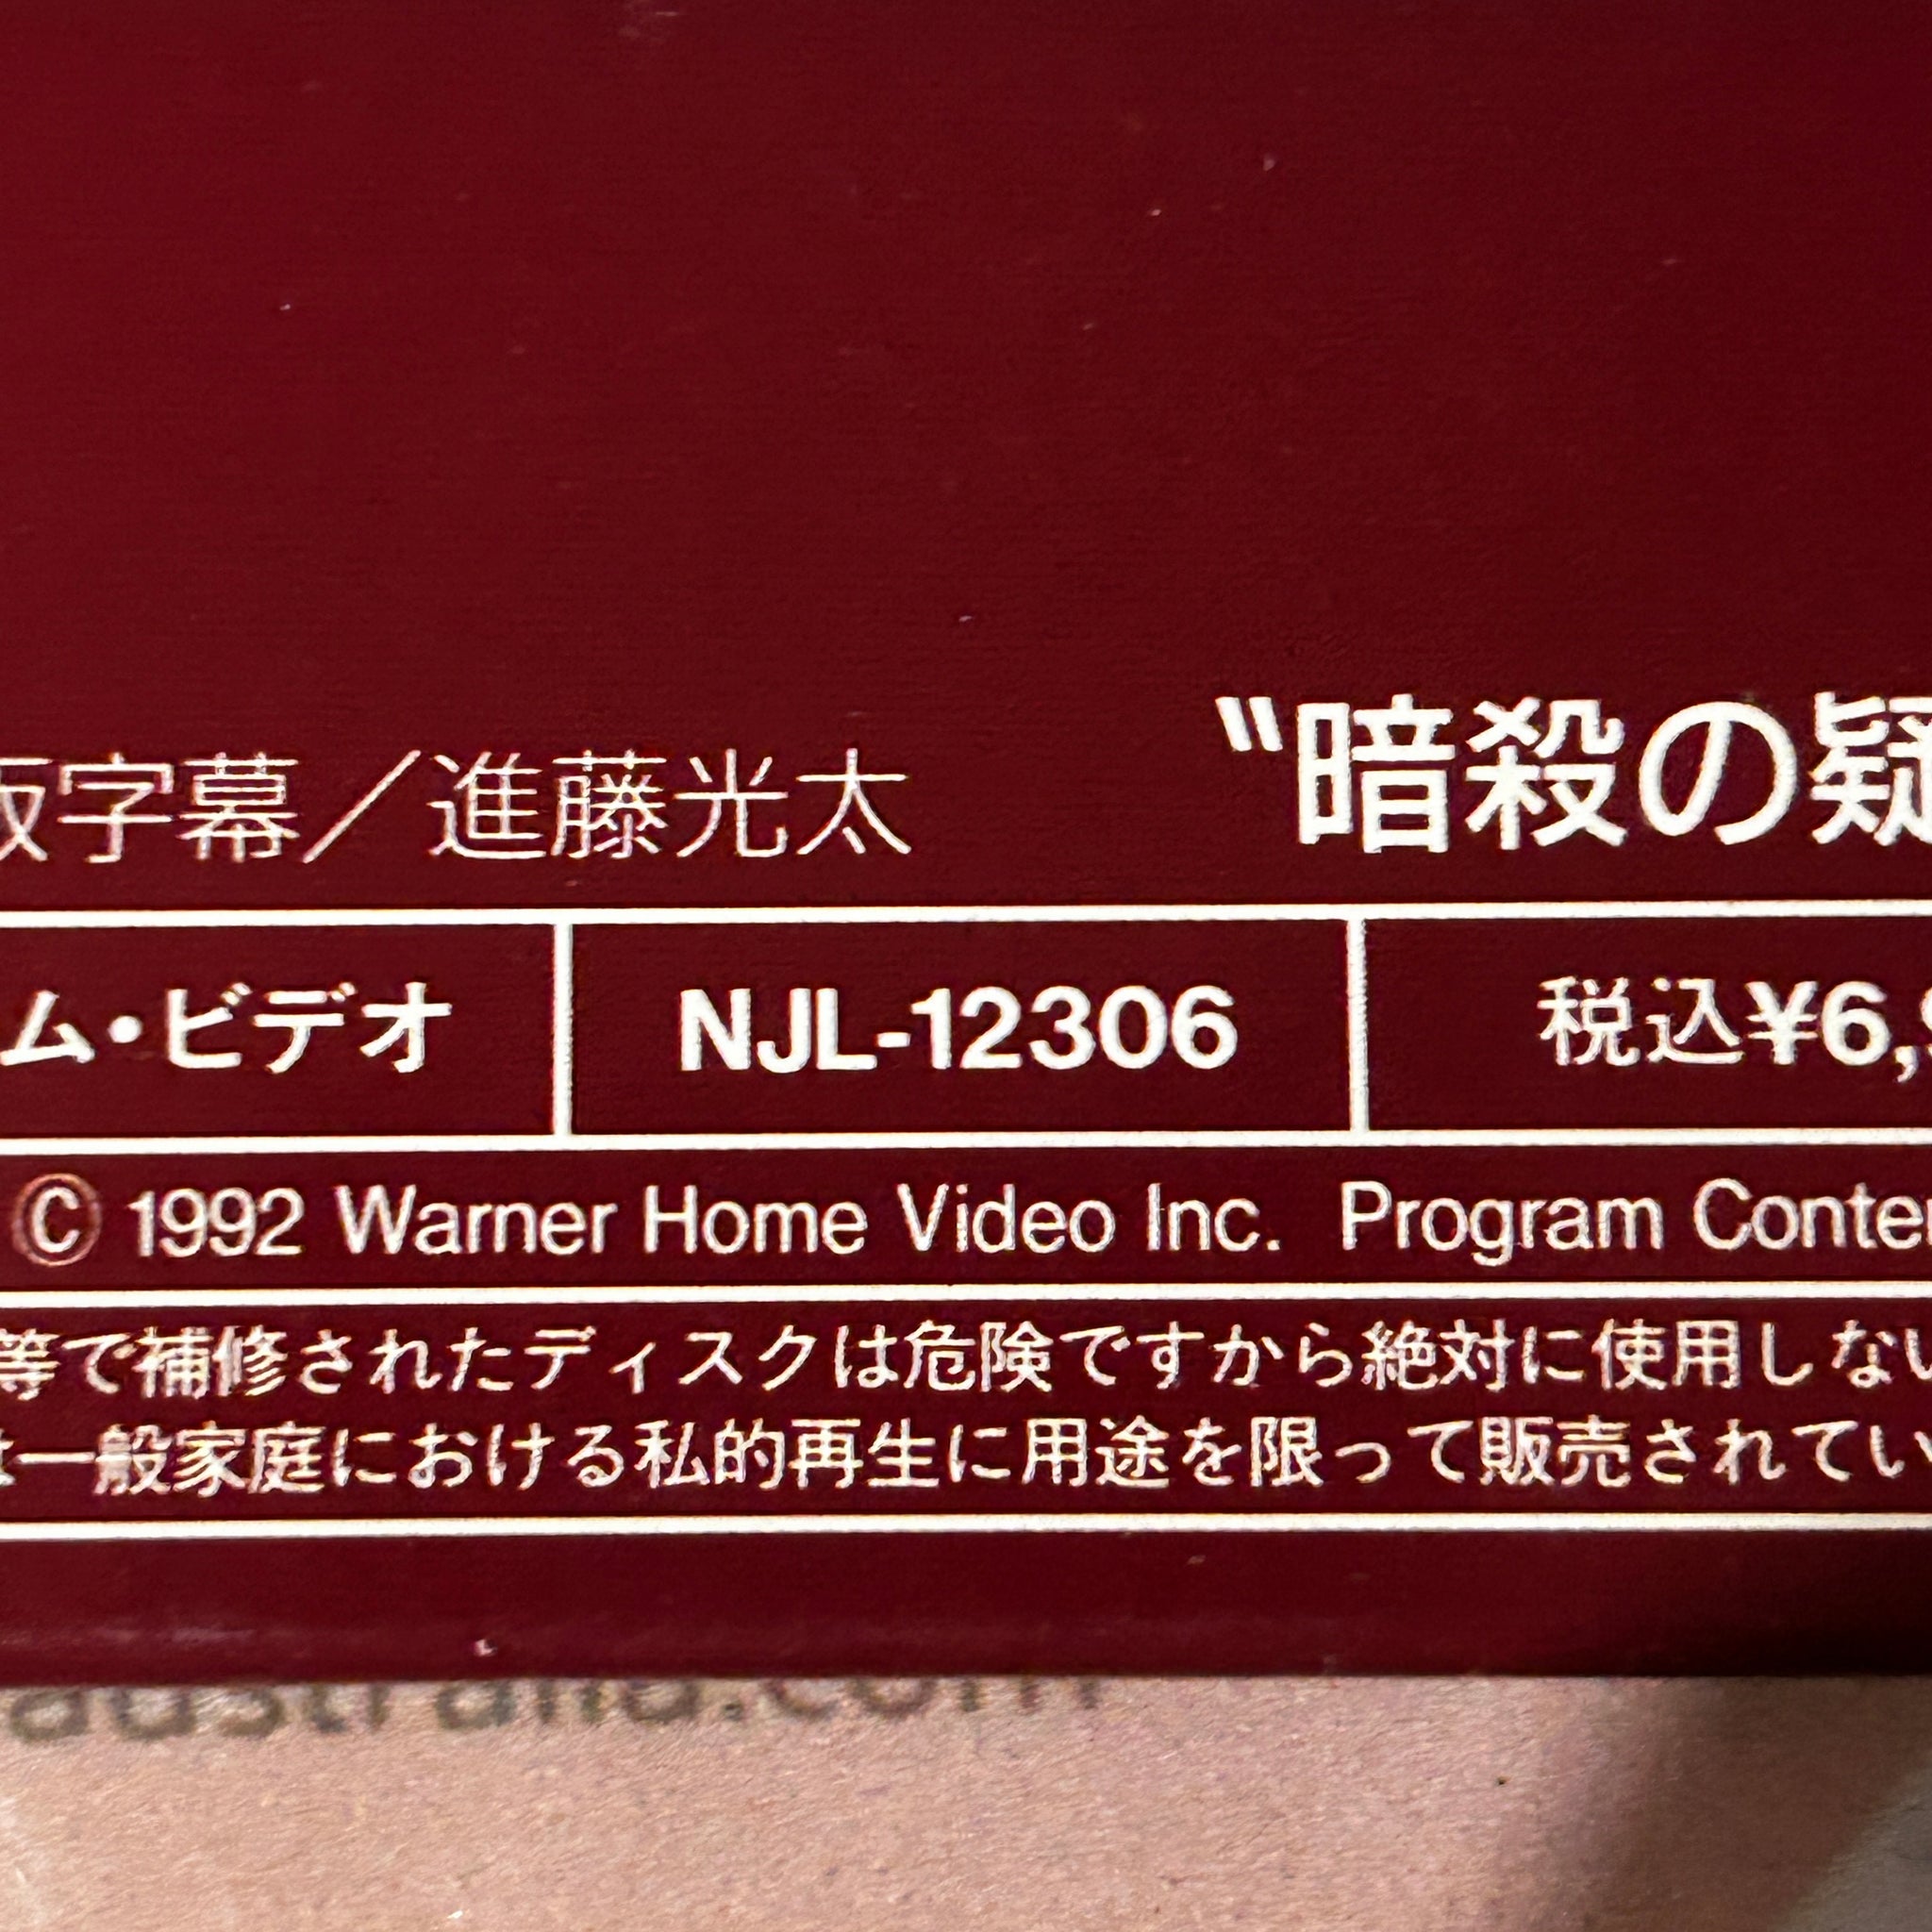 版字幕／進藤光太
〝暗殺の疑
ム・ビデオ
NJL-12306
税込¥6,9
© 1992 Warner Home Video Inc. Program Conten
等で補修されたディスクは危険ですから絶対に使用しない
は一般家庭における私的再生に用途を限って販売されてい
australia.com